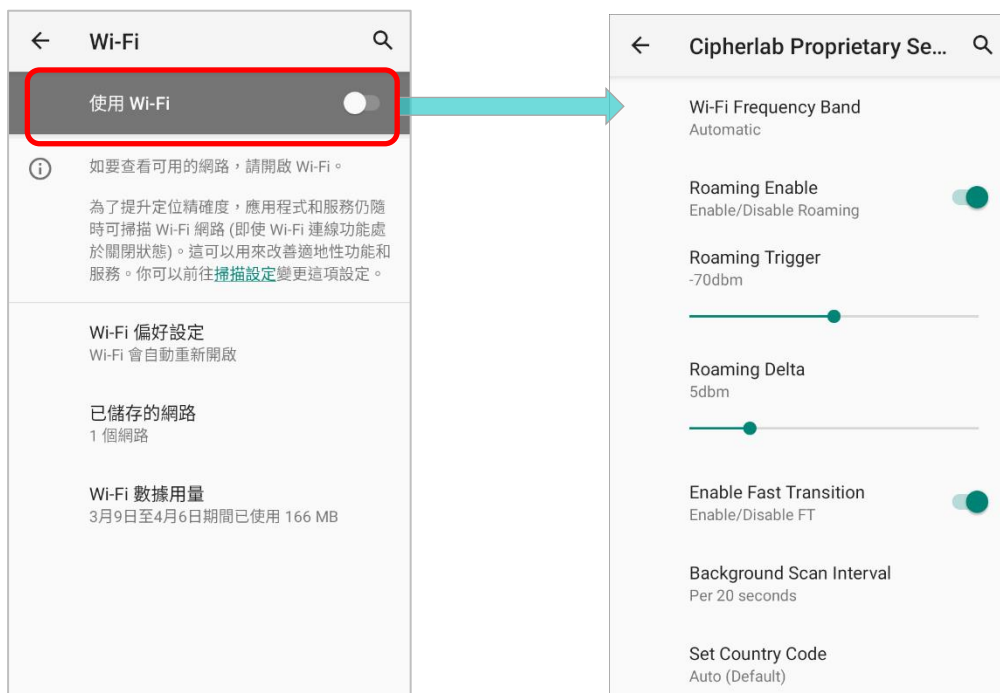 Wi-Fi
使用 Wi-Fi
如要查看可用的網路，請開啟 Wi-Fi。
為了提升定位精確度，應用程式和服務仍隨
時可掃描 Wi-Fi 網路 (即使 Wi-Fi 連線功能處
於關閉狀態)。這可以用來改善適地性功能和
服務。你可以前往掃描設定變更這項設定。
Wi-Fi 偏好設定
Wi-Fi 會自動重新開啟
已儲存的網路
1 個網路
Wi-Fi 數據用量
3月9日至4月6日期間已使用 166 MB
Cipherlab Proprietary Se...
Wi-Fi Frequency Band
Automatic
Roaming Enable
Enable/Disable Roaming
Roaming Trigger
-70dbm
Roaming Delta
5dbm
Enable Fast Transition
Enable/Disable FT
Background Scan Interval
Per 20 seconds
Set Country Code
Auto (Default)